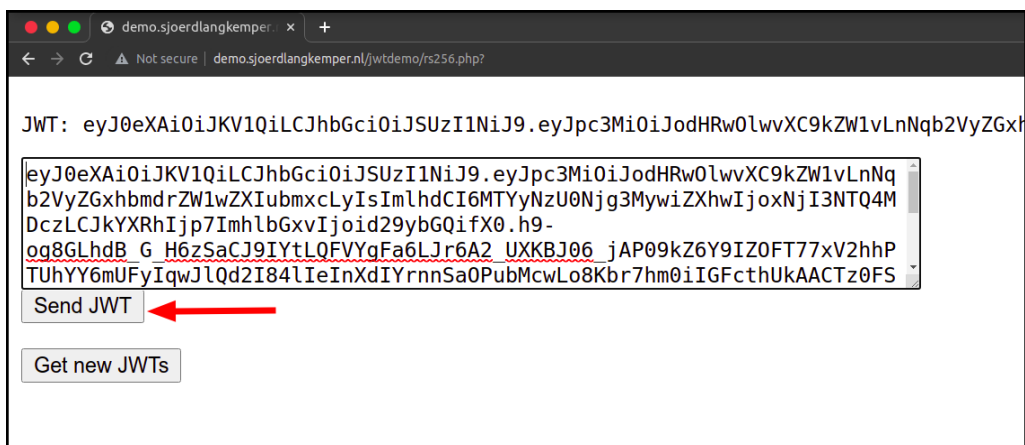 demo.sjoerdlangkemper.
Not secure | demo.sjoerdlangkemper.nl/jwtdemo/rs256.php?
JWT: eyJ0eXAiOiJKV1QiLCJhbGciOiJSUzI1NiJ9.eyJpc3MiOiJodHRwOlwvXC9kZW1vLnNqb2VyZGxh
eyJ0eXAiOiJKV1QiLCJhbGciOiJSUzI1NiJ9.eyJpc3MiOiJodHRwOlwvXC9kZW1vLnNq
b2VyZGxhbmdrZW1wZXIubmxcLyIsImlhdCI6MTYyNzU0Njg3MywiZXhwIjoxNjI3NTQ4M
DczLCJkYXRhIjp7ImhlbGxvIjoid29ybGQifX0.h9-
og8GLhdB_G_H6zSaCJ9IYtLQFVYgFa6LJr6A2_UXKBJ06_jAP09kZ6Y9IZOFT77xV2hhP
TUhYY6mUFyIqwJlQd2I84lIeInXdIYrnnSaOPubMcwLo8Kbr7hm0iIGFcthUkAACTz0FS
Send JWT
Get new JWTs